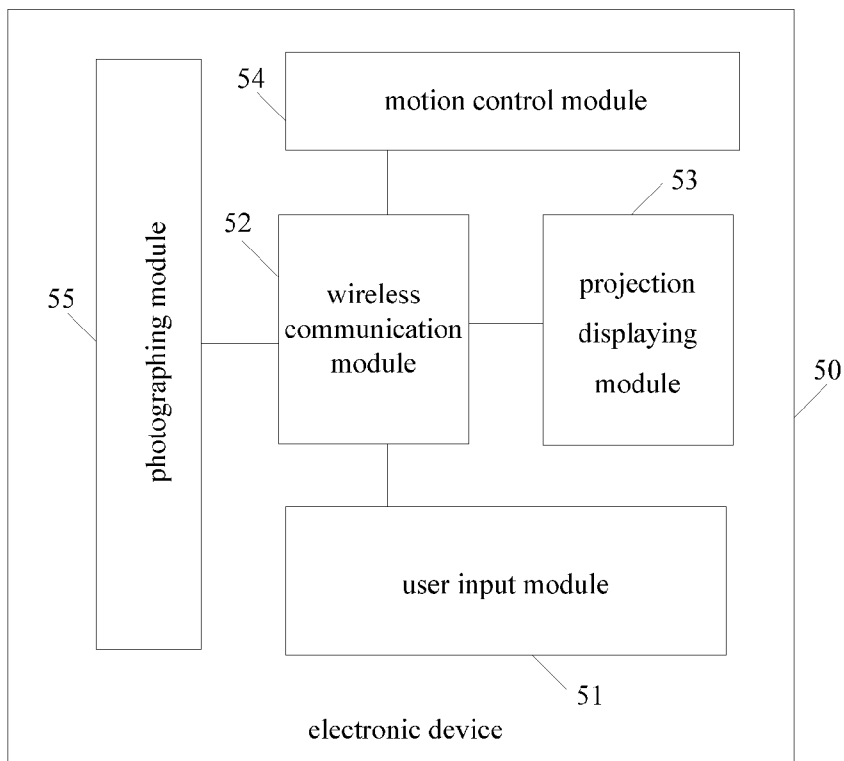 54
motion control module
53
52
photographing module
55
wireless
communication
module
projection
displaying
module
50
user input module
51
electronic device